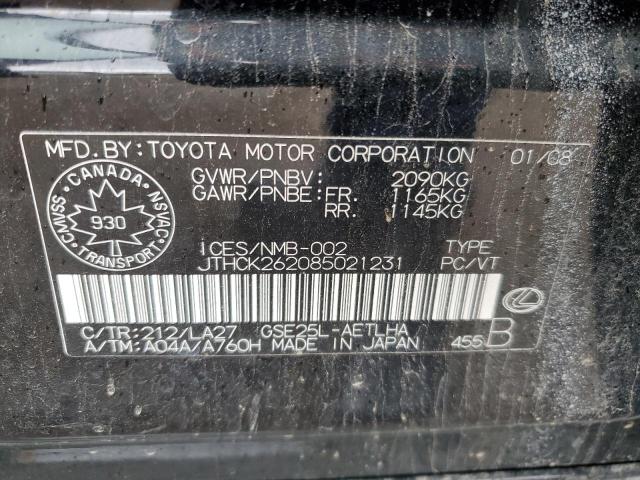 MFD. BY: TOYOTA MOTOR CORPORATION 01/08
GVWR/PNBV: 2090KG
GAWR/PNBE: FR. 1165KG
RR. 1145KG
CANADA
CMVSS 930 NSVAC
TRANSPORT
ICES/NMB-002 TYPE
JTHCK262085021231 PC/VT
C/TR: 212/LA27 GSE25L-AETLHA
A/TM: A04A/A760H MADE IN JAPAN 455 B